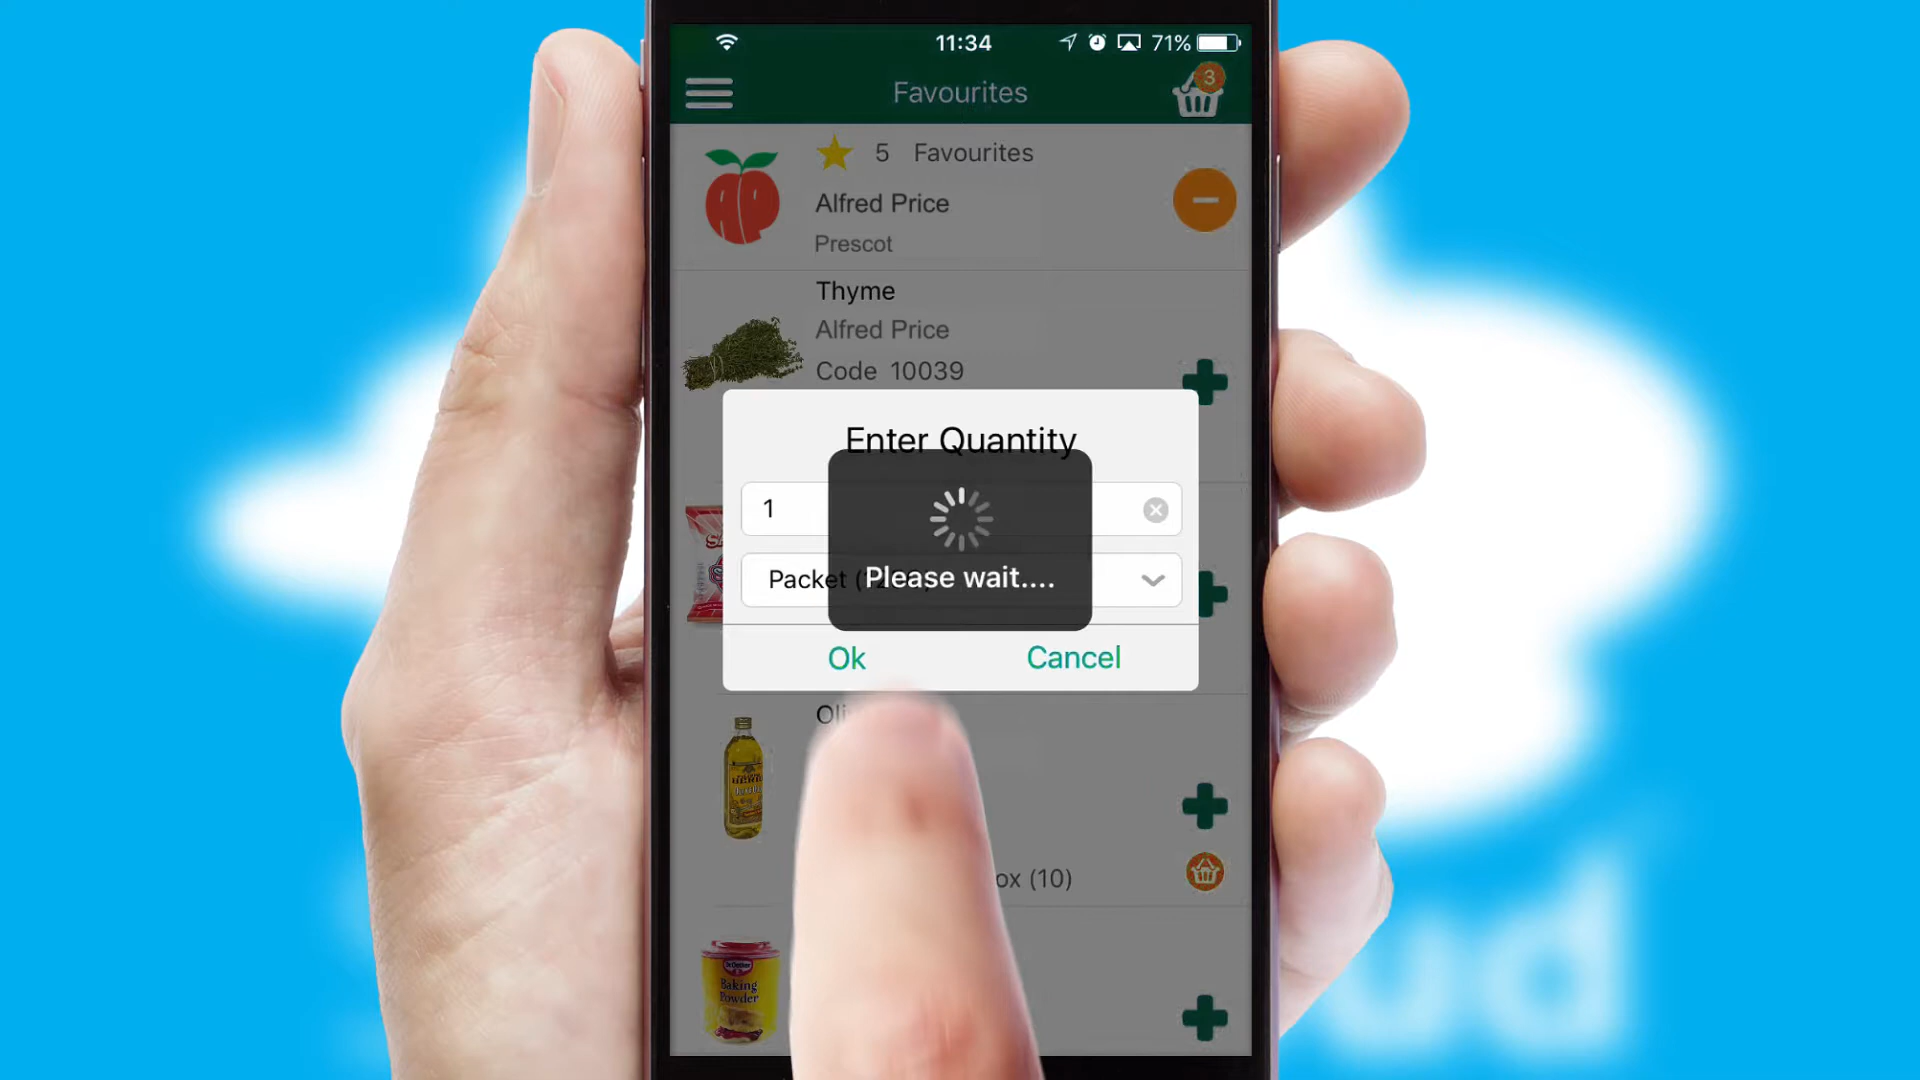 11:34
71%
Favourites
3
5 Favourites
Alfred Price
Prescot
Thyme
Alfred Price
Code 10039
Enter Quantity
1
Packet
Please wait....
Ok
Cancel
ox (10)
Baking
Powder
ud